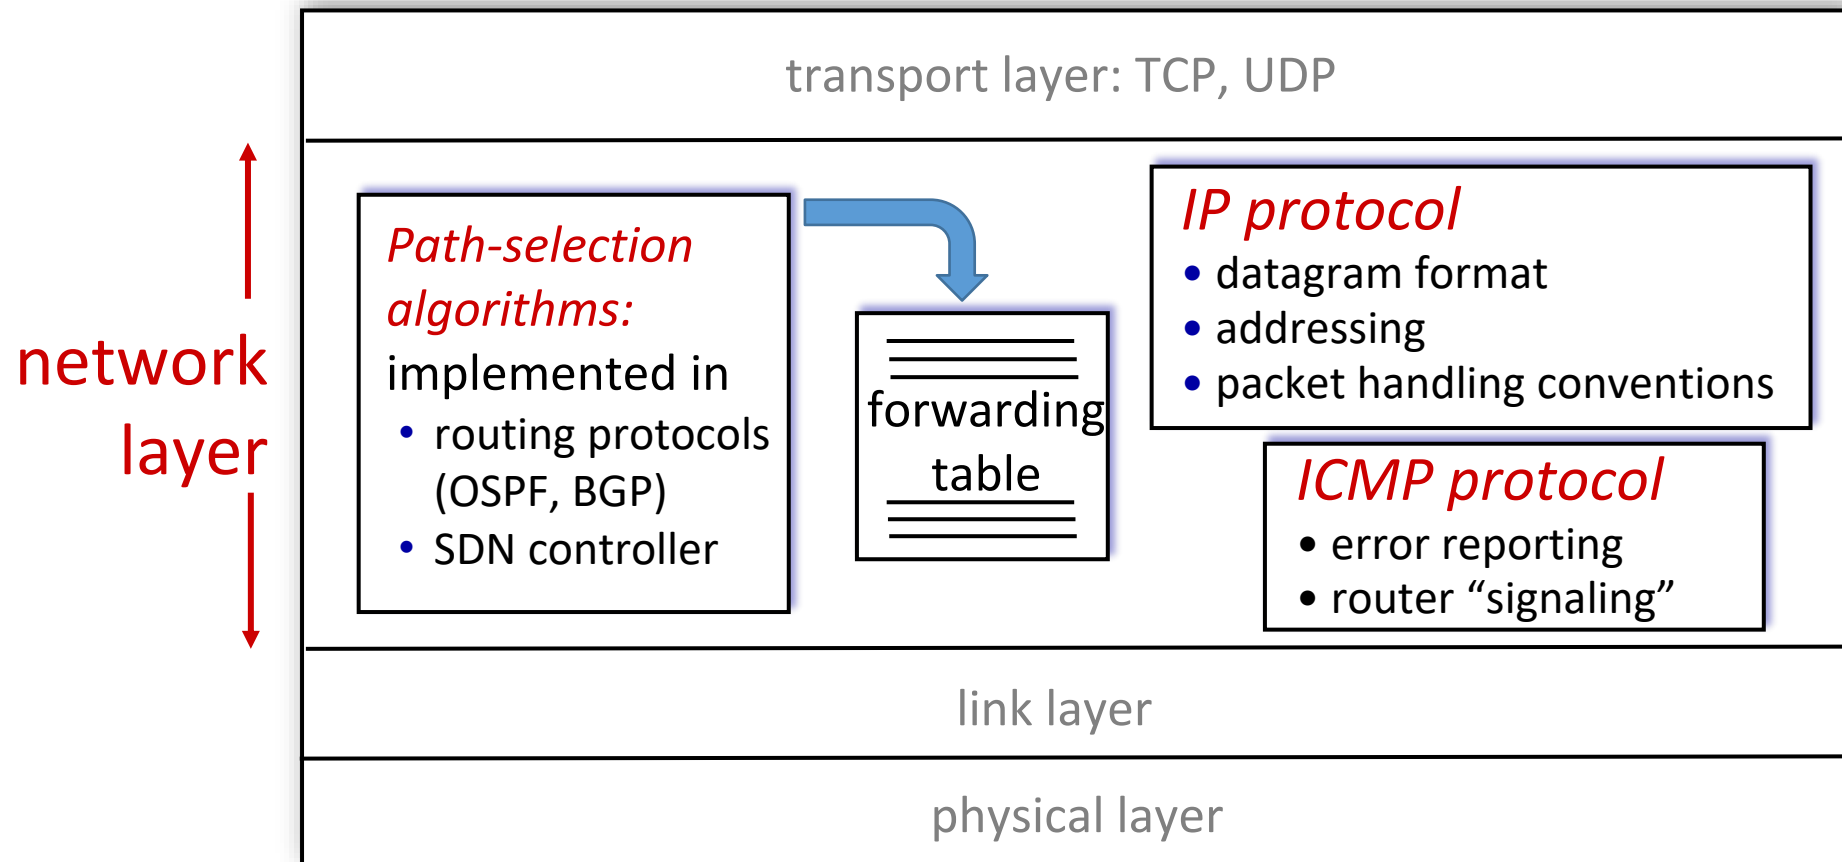 transport layer: TCP, UDP
network
layer
Path-selection
algorithms:
implemented in
• routing protocols
(OSPF, BGP)
• SDN controller
forwarding
table
IP protocol
• datagram format
• addressing
• packet handling conventions
ICMP protocol
• error reporting
• router “signaling”
link layer
physical layer